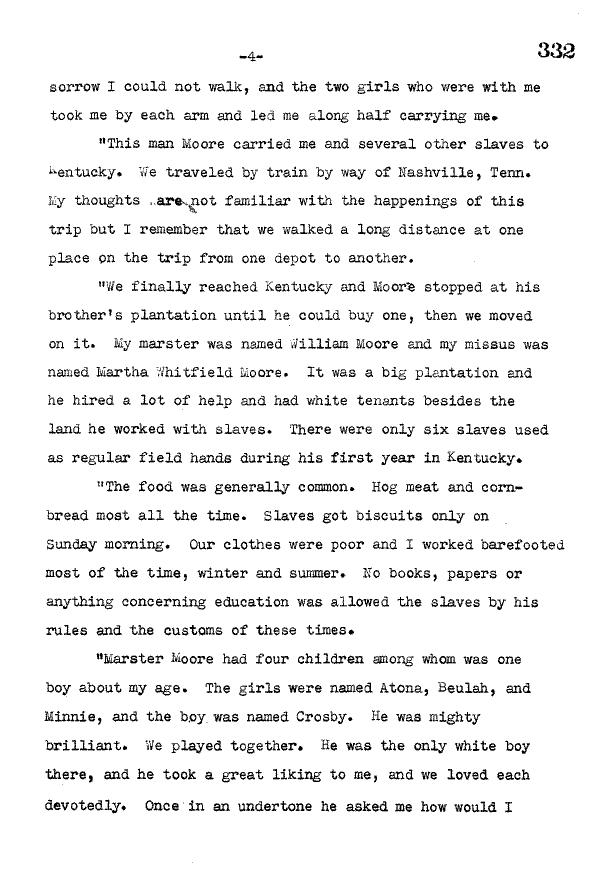 -4-
332
sorrow I could not walk, and the two girls who were with me
took me by each arm and led me along half carrying me.
"This man Moore carried me and several other slaves to
Kentucky. We traveled by train by way of Nashville, Tenn.
My thoughts are not familiar with the happenings of this
trip but I remember that we walked a long distance at one
place on the trip from one depot to another.
"We finally reached Kentucky and Moore stopped at his
brother's plantation until he could buy one, then we moved
on it. My marster was named William Moore and my missus was
named Martha Whitfield Moore. It was a big plantation and
he hired a lot of help and had white tenants besides the
land he worked with slaves. There were only six slaves used
as regular field hands during his first year in Kentucky.
"The food was generally common. Hog meat and corn-
bread most all the time. Slaves got biscuits only on
Sunday morning. Our clothes were poor and I worked barefooted
most of the time, winter and summer. No books, papers or
anything concerning education was allowed the slaves by his
rules and the customs of these times.
"Marster Moore had four children among whom was one
boy about my age. The girls were named Atona, Beulah, and
Minnie, and the boy was named Crosby. He was mighty
brilliant. We played together. He was the only white boy
there, and he took a great liking to me, and we loved each
devotedly. Once in an undertone he asked me how would I